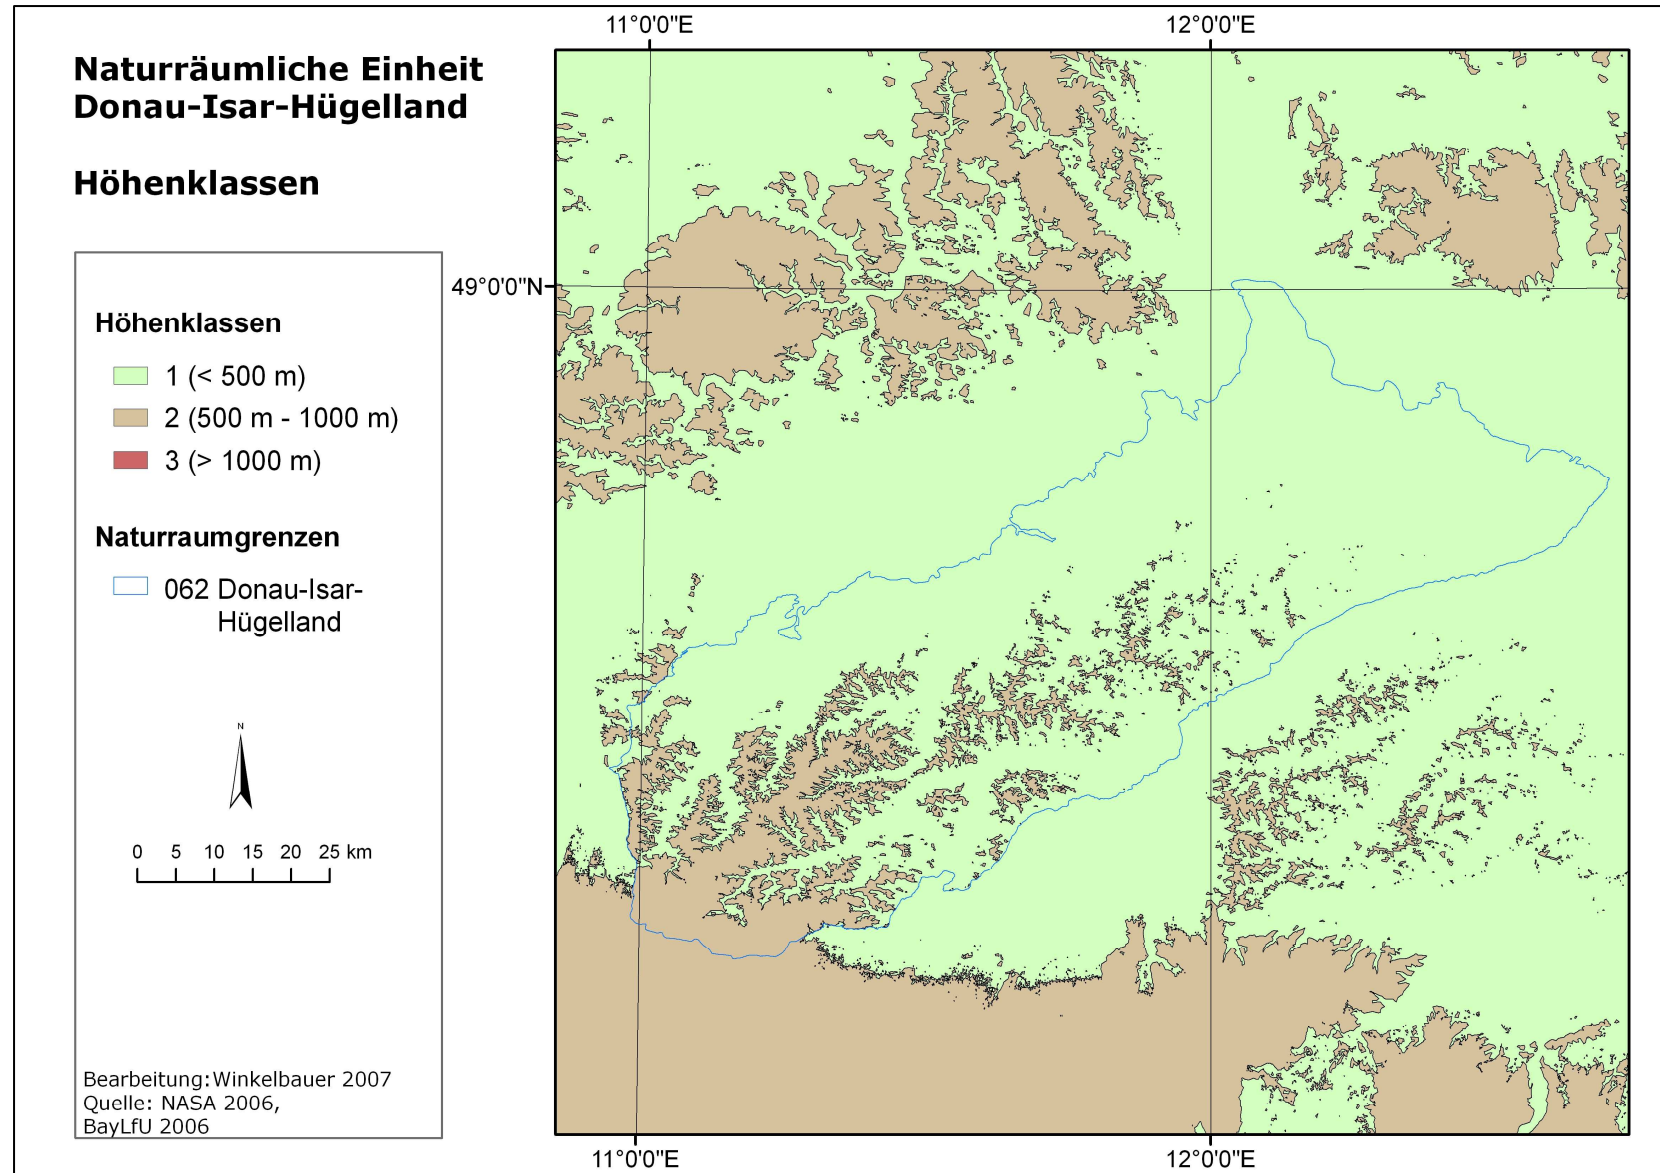 Naturräumliche Einheit
Donau-Isar-Hügelland
Höhenklassen
Höhenklassen
1 (< 500 m)
2 (500 m - 1000 m)
3 (> 1000 m)
Naturraumgrenzen
062 Donau-Isar-
Hügelland
N
0 5 10 15 20 25 km
Bearbeitung:Winkelbauer 2007
Quelle: NASA 2006,
BayLfU 2006
11°0'0"E 12°0'0"E
49°0'0"N
11°0'0"E 12°0'0"E